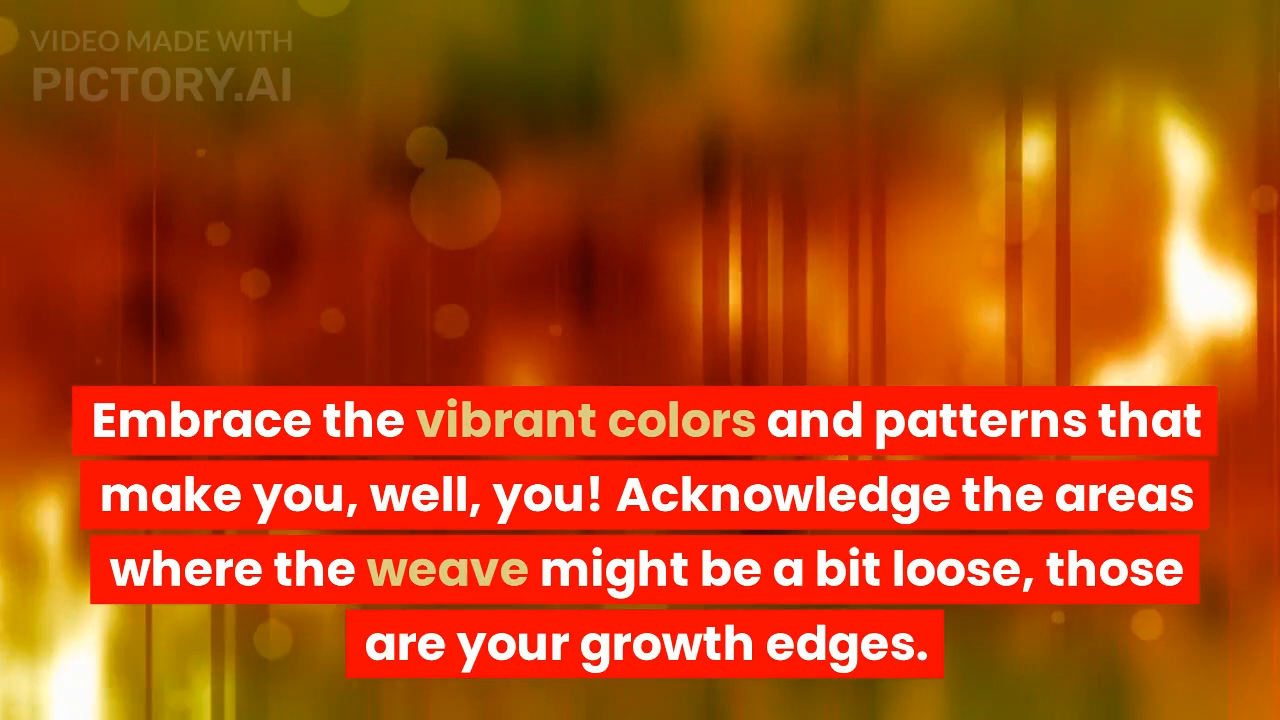 VIDEO MADE WITH
PICTORY.AI
Embrace the vibrant colors and patterns that
make you, well, you! Acknowledge the areas
where the weave might be a bit loose, those
are your growth edges.